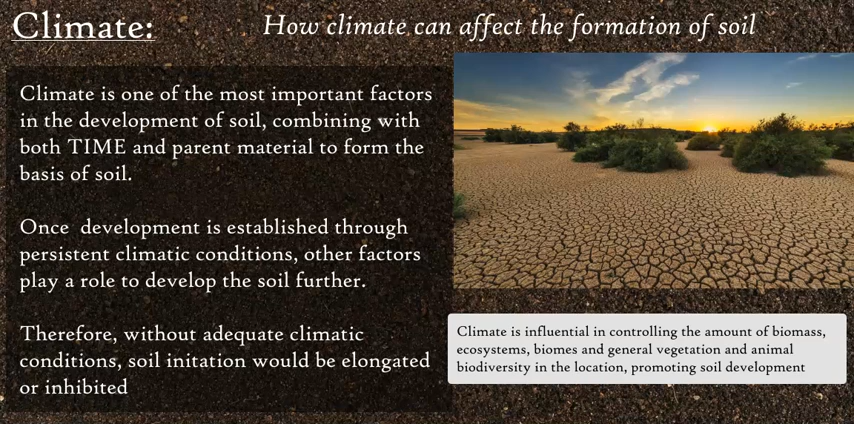 Climate:
How climate can affect the formation of soil
Climate is one of the most important factors
in the development of soil, combining with
both TIME and parent material to form the
basis of soil.
Once  development is established through
persistent climatic conditions, other factors
play a role to develop the soil further.
Therefore, without adequate climatic
conditions, soil initation would be elongated
or inhibited
Climate is influential in controlling the amount of biomass,
ecosystems, biomes and general vegetation and animal
biodiversity in the location, promoting soil development